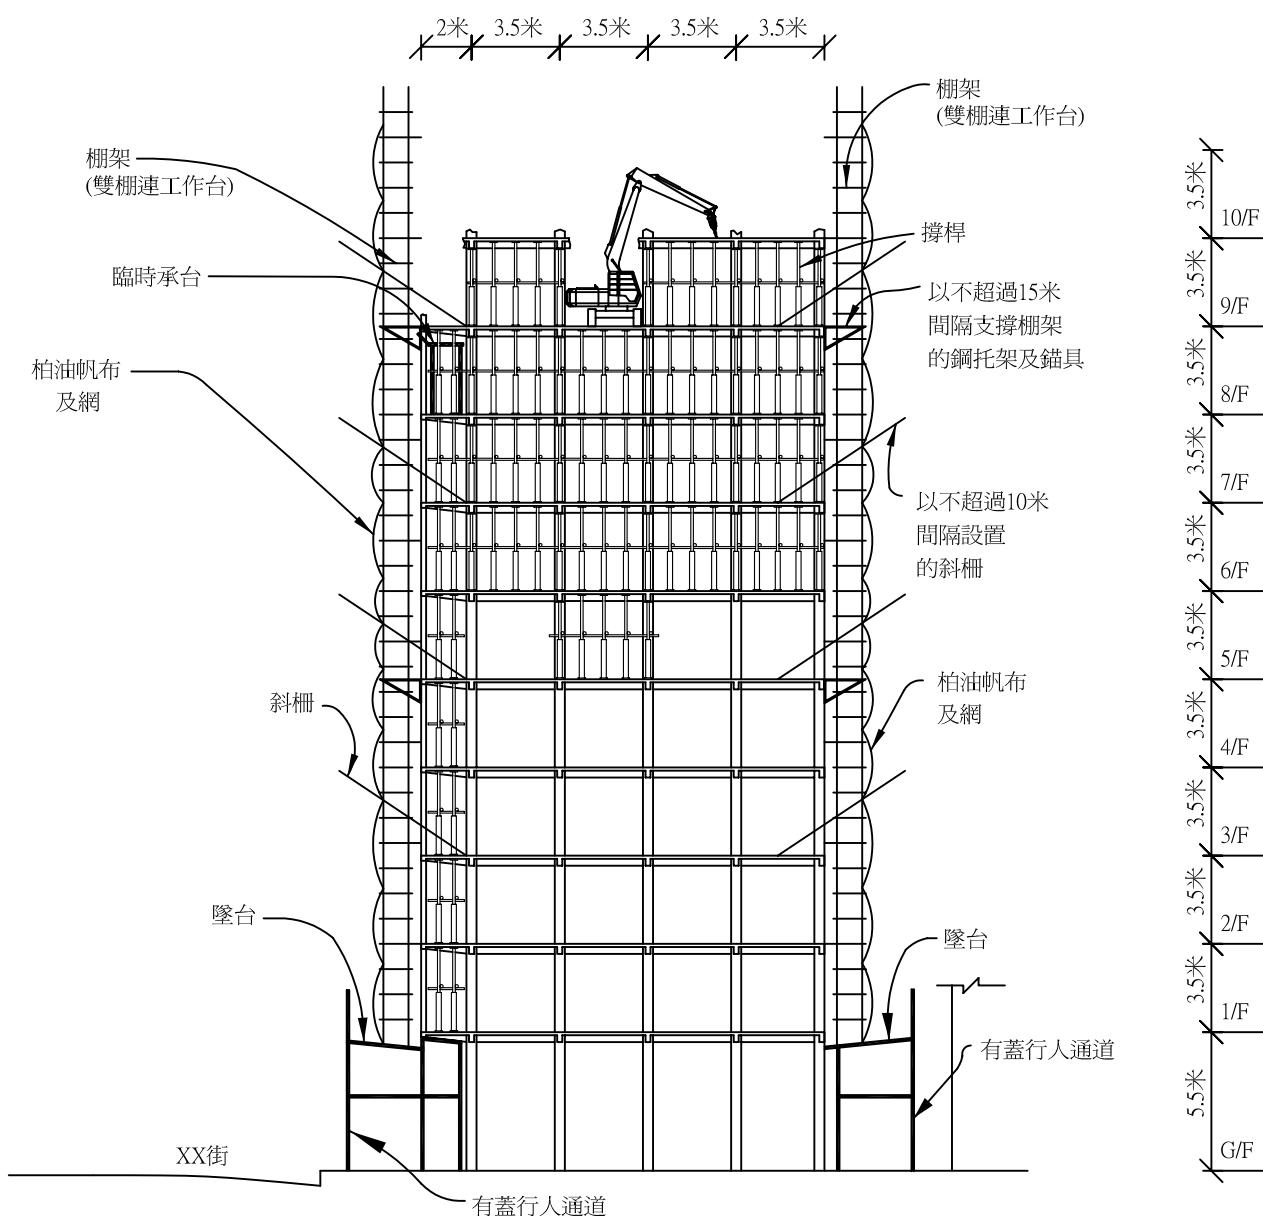 2米
3.5米
3.5米
3.5米
3.5米
棚架
(雙棚連工作台)
棚架
(雙棚連工作台)
臨時承台
柏油帆布
及網
撐桿
以不超過15米
間隔支撐棚架
的鋼托架及錨具
以不超過10米
間隔設置
的斜柵
斜柵
柏油帆布
及網
墜台
墜台
有蓋行人通道
XX街
有蓋行人通道
3.5米
10/F
3.5米
9/F
3.5米
8/F
3.5米
7/F
3.5米
6/F
3.5米
5/F
3.5米
4/F
3.5米
3/F
3.5米
2/F
3.5米
1/F
5.5米
G/F